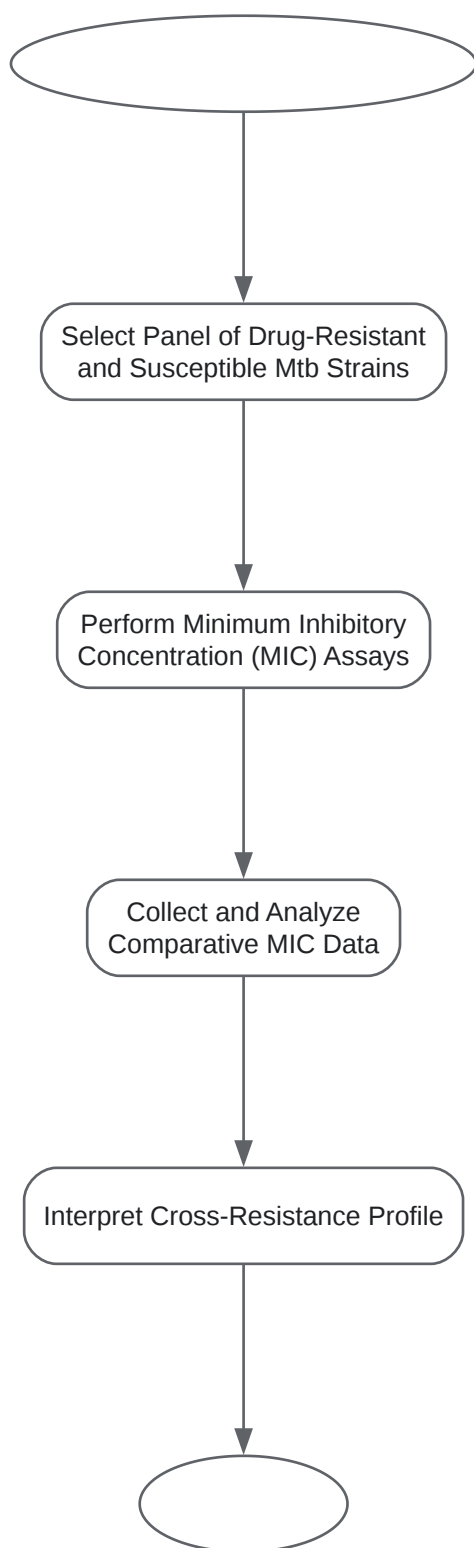 Select Panel of Drug-Resistant
and Susceptible Mtb Strains
Perform Minimum Inhibitory
Concentration (MIC) Assays
Collect and Analyze
Comparative MIC Data
Interpret Cross-Resistance Profile